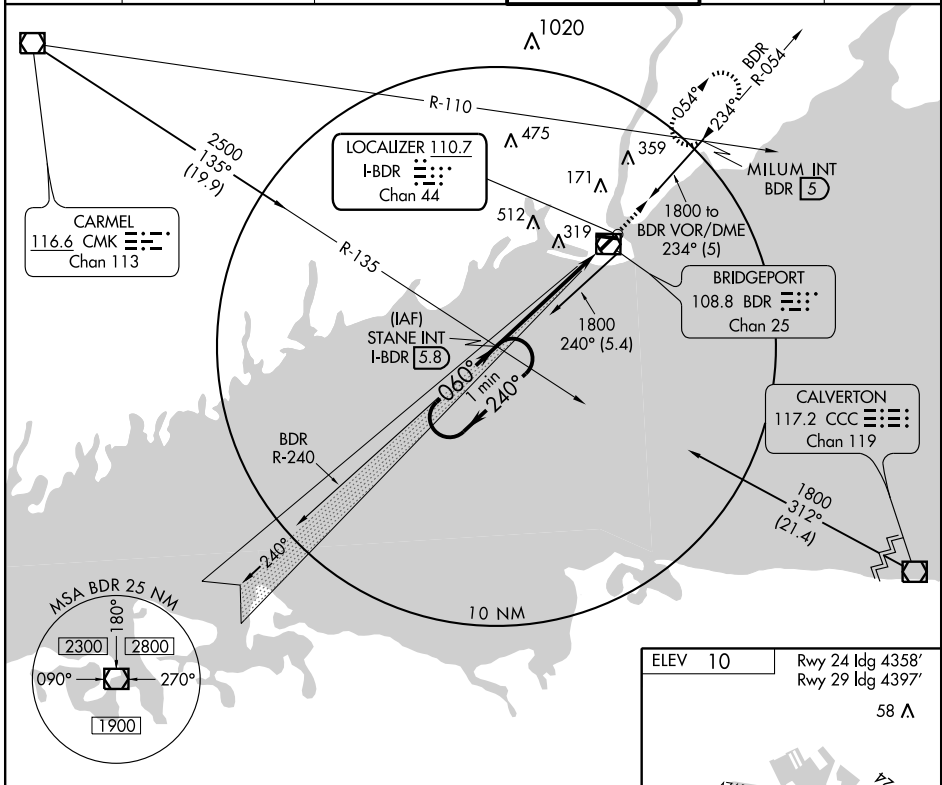 1020
BDR
R-054
054°
234°
R-110
475
359
LOCALIZER 110.7
I-BDR
Chan 44
2500
135°
(19.9)
171
MILUM INT
BDR 5
CARMEL
116.6 CMK
Chan 113
512
319
1800 to
BDR VOR/DME
234° (5)
R-135
BRIDGEPORT
108.8 BDR
Chan 25
(IAF)
STANE INT
I-BDR 5.8
1800
240° (5.4)
060°
1 min
240°
CALVERTON
117.2 CCC
Chan 119
BDR
R-240
1800
312°
(21.4)
240°
10 NM
MSA BDR 25 NM
180°
2300
2800
090°
270°
1900
ELEV 10
Rwy 24 ldg 4358'
Rwy 29 ldg 4397'
58
24